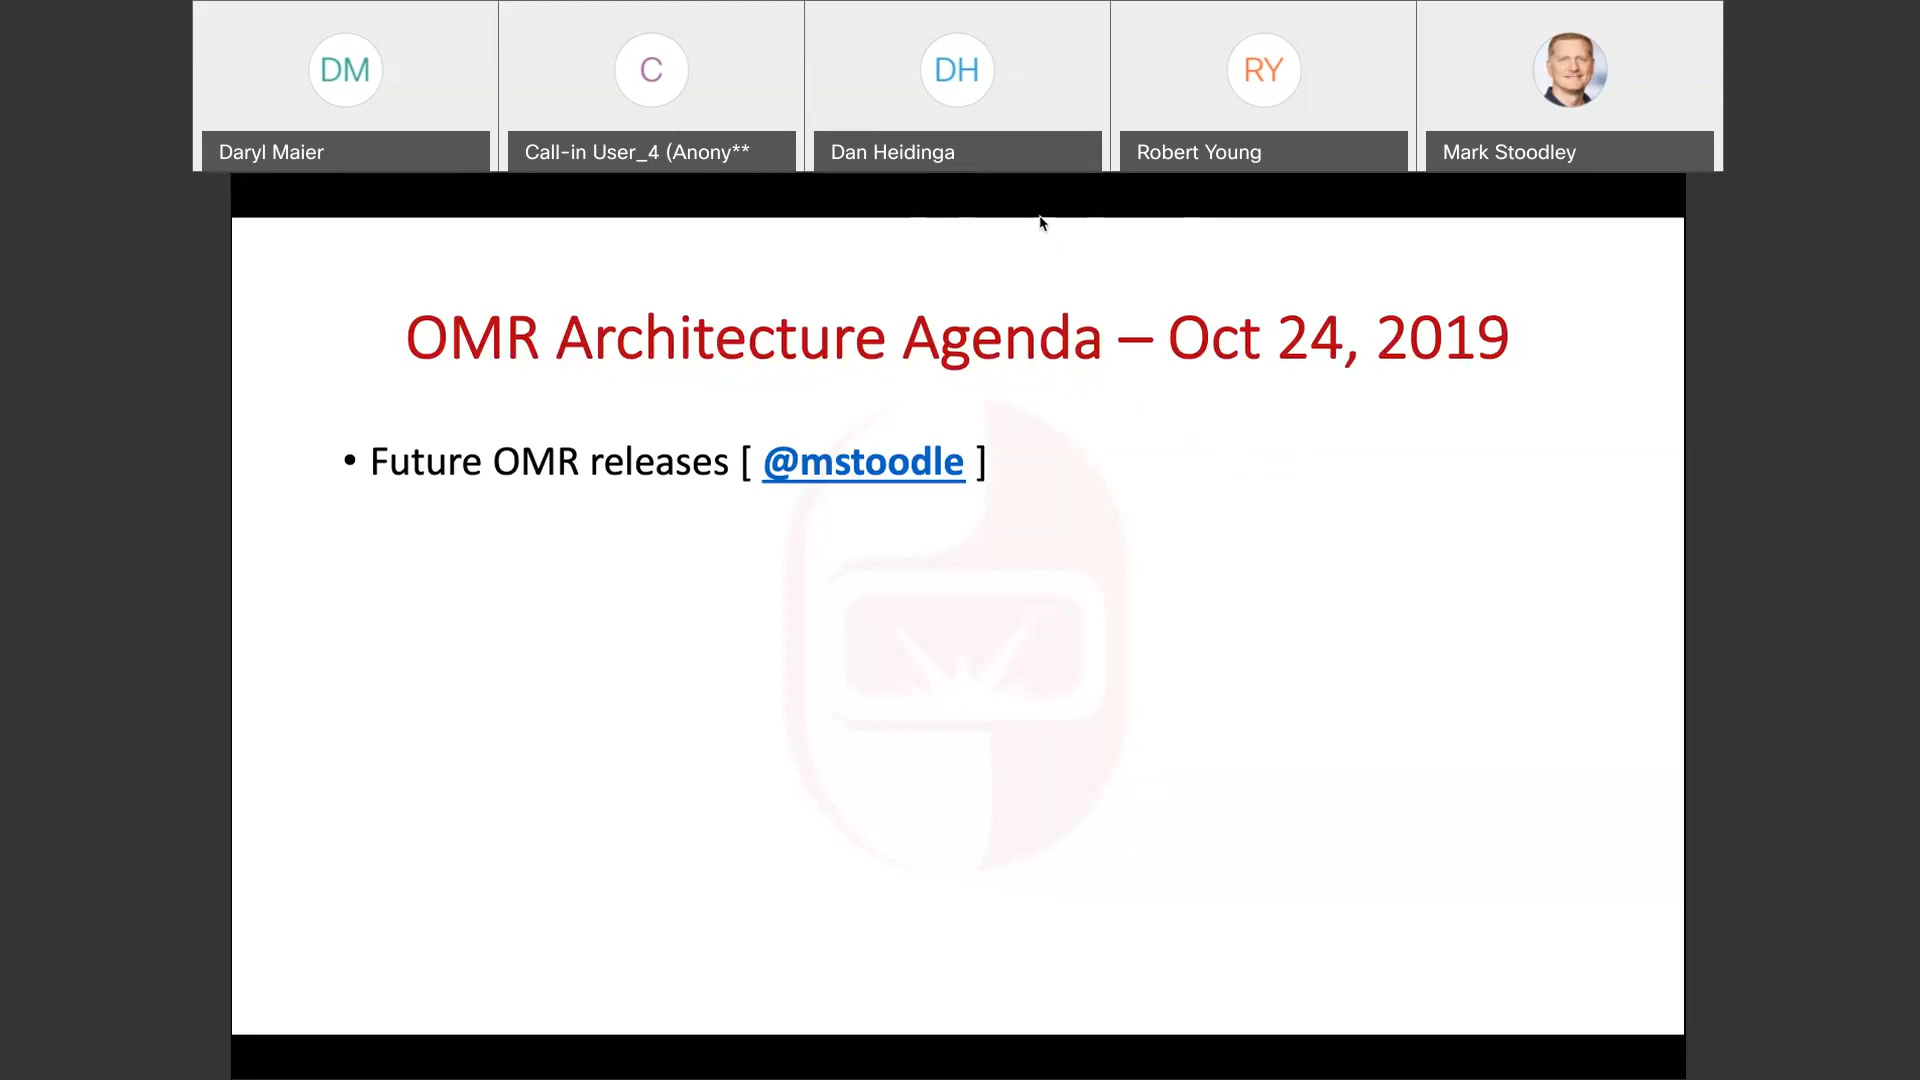 DM
C
DH
RY
Daryl Maier
Call-in User_4 (Anony**
Dan Heidinga
Robert Young
Mark Stoodley
OMR Architecture Agenda – Oct 24, 2019
• Future OMR releases [ @mstoodle ]